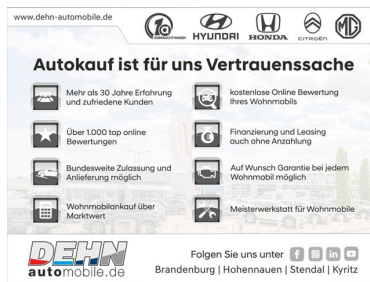 www.dehn-automobile.de
1a
GEBRAUCHTWAGEN
HYUNDAI
HONDA
CITROËN
MG
Autokauf ist für uns Vertrauenssache
Mehr als 30 Jahre Erfahrung
und zufriedene Kunden
kostenlose Online Bewertung
Ihres Wohnmobils
Über 1.000 top online
Bewertungen
Finanzierung und Leasing
auch ohne Anzahlung
Bundesweite Zulassung und
Anlieferung möglich
Auf Wunsch Garantie bei jedem
Wohnmobil möglich
Wohnmobilankauf über
Marktwert
Meisterwerkstatt für Wohnmobile
DEHN
automobile.de
Folgen Sie uns unter
Brandenburg | Hohennauen | Stendal | Kyritz